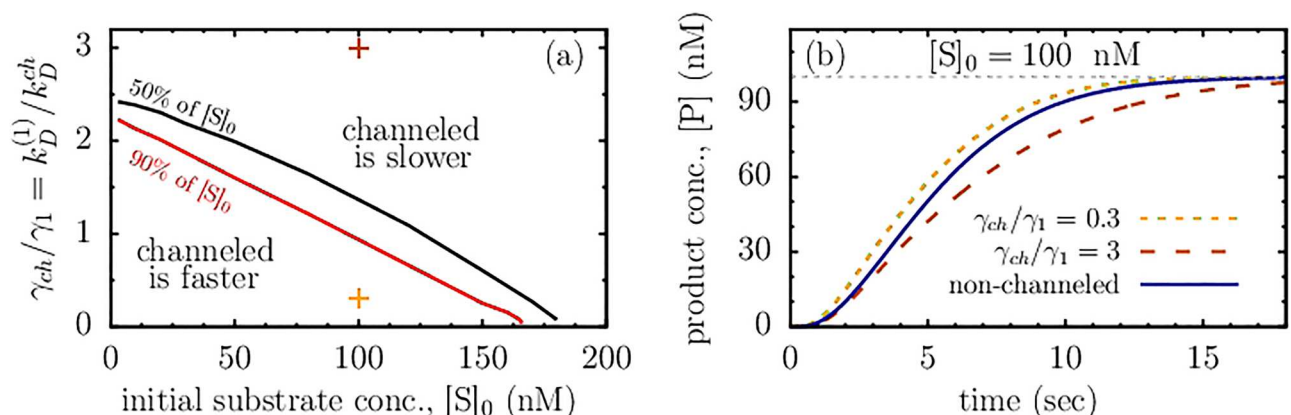 (a)
γ_ch/γ_1 = k_D^(1)/k_D^ch
3
2
1
0
50% of [S]_0
90% of [S]_0
channeled
is slower
channeled
is faster
0 50 100 150 200
initial substrate conc., [S]_0 (nM)
(b)
[S]_0 = 100 nM
product conc., [P] (nM)
90
60
30
0
γ_ch/γ_1 = 0.3
γ_ch/γ_1 = 3
non-channeled
0 5 10 15
time (sec)